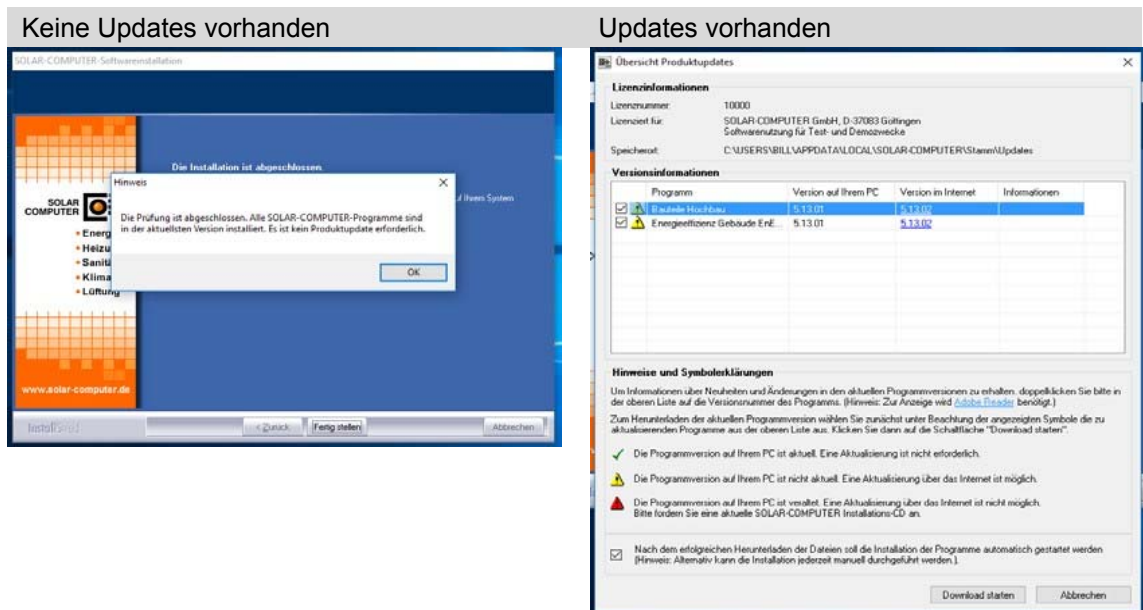 Keine Updates vorhanden
Updates vorhanden
SOLAR-COMPUTER-Softwareinstallation
Die Installation ist abgeschlossen.
Hinweis
Die Prüfung ist abgeschlossen. Alle SOLAR-COMPUTER-Programme sind
in der aktuellsten Version installiert. Es ist kein Produktupdate erforderlich.
OK
f Ihrem System
SOLAR
COMPUTER
Energ
Heizu
Sanitä
Klima
Lüftung
www.solar-computer.de
InstallShield
< Zurück
Fertig stellen
Abbrechen
Übersicht Produktupdates
Lizenzinformationen
Lizenznummer: 10000
Lizenziert für: SOLAR-COMPUTER GmbH, D-37083 Göttingen
Softwarenutzung für Test- und Demozwecke
Speicherort: C:\USERS\BILL\APPDATA\LOCAL\SOLAR-COMPUTER\Stamm\Updates
Versionsinformationen
Programm Version auf Ihrem PC Version im Internet Informationen
Bauteile Hochbau 5.13.01 5.13.02
Energieeffizienz Gebäude EnE... 5.13.01 5.13.02
Hinweise und Symbolerklärungen
Um Informationen über Neuheiten und Änderungen in den aktuellen Programmversionen zu erhalten, doppelklicken Sie bitte in
der oberen Liste auf die Versionsnummer des Programms. (Hinweis: Zur Anzeige wird Adobe Reader benötigt.)
Zum Herunterladen der aktuellen Programmversion wählen Sie zunächst unter Beachtung der angezeigten Symbole die zu
aktualisierenden Programme aus der oberen Liste aus. Klicken Sie dann auf die Schaltfläche "Download starten".
Die Programmversion auf Ihrem PC ist aktuell. Eine Aktualisierung ist nicht erforderlich.
Die Programmversion auf Ihrem PC ist nicht aktuell. Eine Aktualisierung über das Internet ist möglich.
Die Programmversion auf Ihrem PC ist veraltet. Eine Aktualisierung über das Internet ist nicht möglich.
Bitte fordern Sie eine aktuelle SOLAR-COMPUTER Installations-CD an.
Nach dem erfolgreichen Herunterladen der Dateien soll die Installation der Programme automatisch gestartet werden
(Hinweis: Alternativ kann die Installation jederzeit manuell durchgeführt werden.).
Download starten
Abbrechen